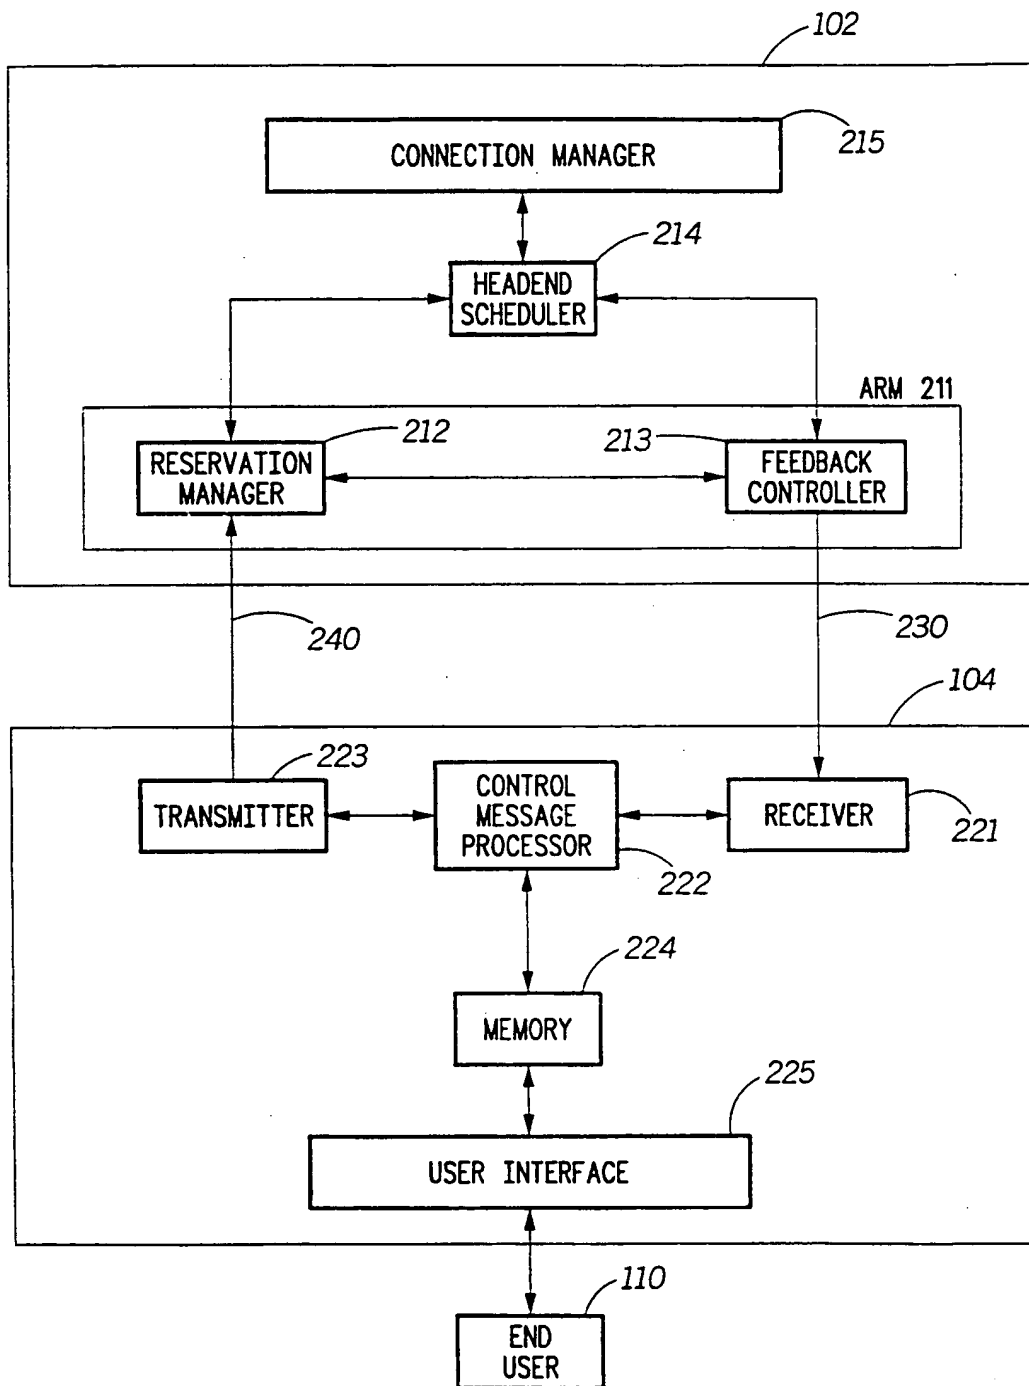 102
CONNECTION MANAGER
215
214
HEADEND
SCHEDULER
ARM 211
212
213
RESERVATION
MANAGER
FEEDBACK
CONTROLLER
240
230
104
223
TRANSMITTER
CONTROL
MESSAGE
PROCESSOR
222
RECEIVER
221
224
MEMORY
225
USER INTERFACE
110
END
USER